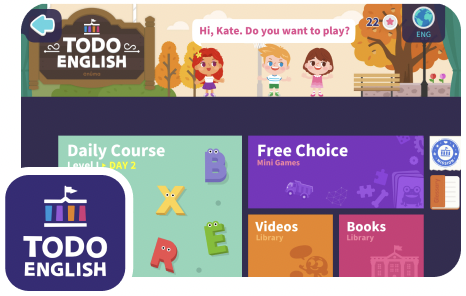 TODO
ENGLISH
Hi, Kate. Do you want to play?
22
ENG
Daily Course
Level I • DAY 2
B
X
E
R
Free Choice
Mini Games
MISSION
Videos
Library
Books
Library
TODO
ENGLISH